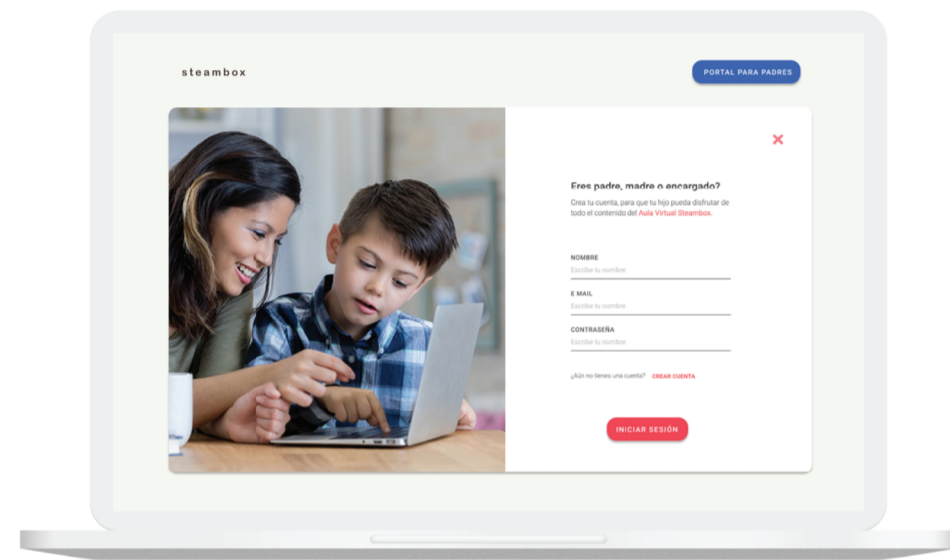 steambox
PORTAL PARA PADRES
Eres padre, madre o encargado?
Crea tu cuenta, para que tu hijo pueda disfrutar de
todo el contenido del Aula Virtual Steambox.
NOMBRE
Escribe tu nombre
E MAIL
Escribe tu nombre
CONTRASEÑA
Escribe tu nombre
¿Aún no tienes una cuenta? CREAR CUENTA
INICIAR SESIÓN